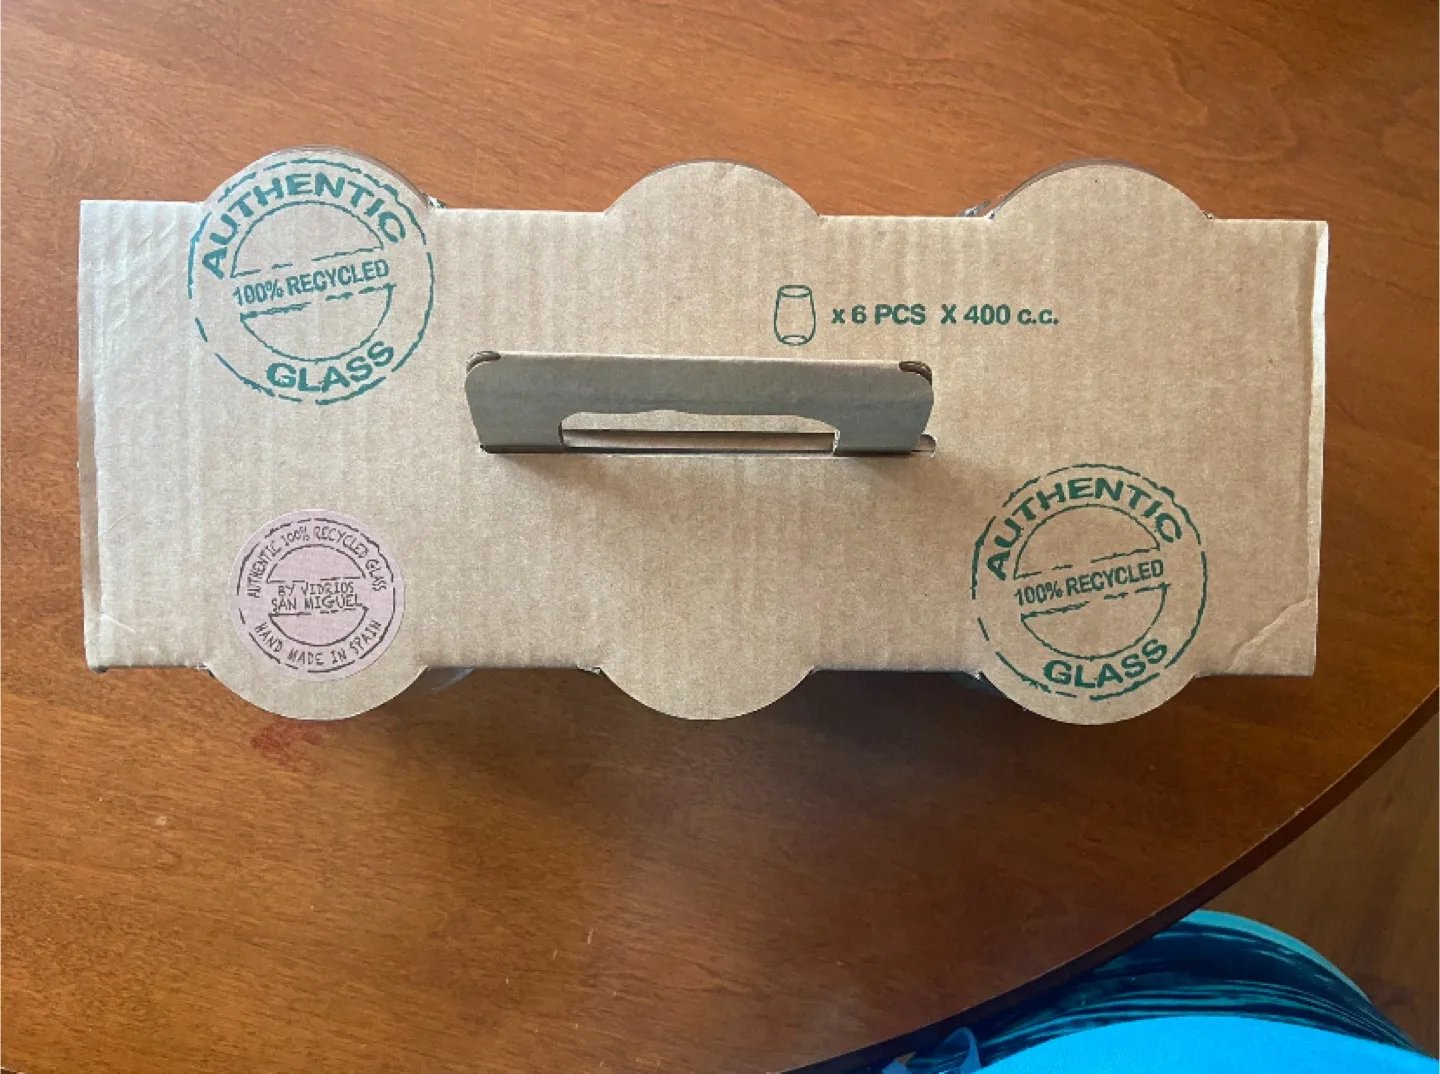 AUTHENTIC
100% RECYCLED
GLASS
x 6 PCS X 400 c.c.
AUTHENTIC 100% RECYCLED GLASS
BY VIDRIOS
SAN MIGUEL
HAND MADE IN SPAIN
AUTHENTIC
100% RECYCLED
GLASS